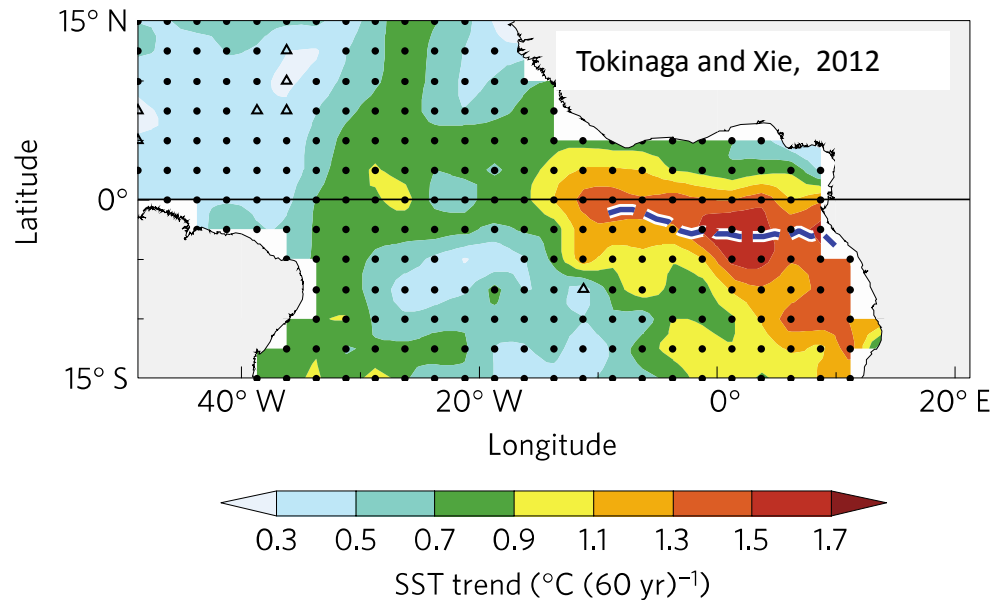 15° N
Tokinaga and Xie, 2012
Latitude
0°
15° S
40° W 20° W 0° 20° E
Longitude
0.3 0.5 0.7 0.9 1.1 1.3 1.5 1.7
SST trend (°C (60 yr)⁻¹)